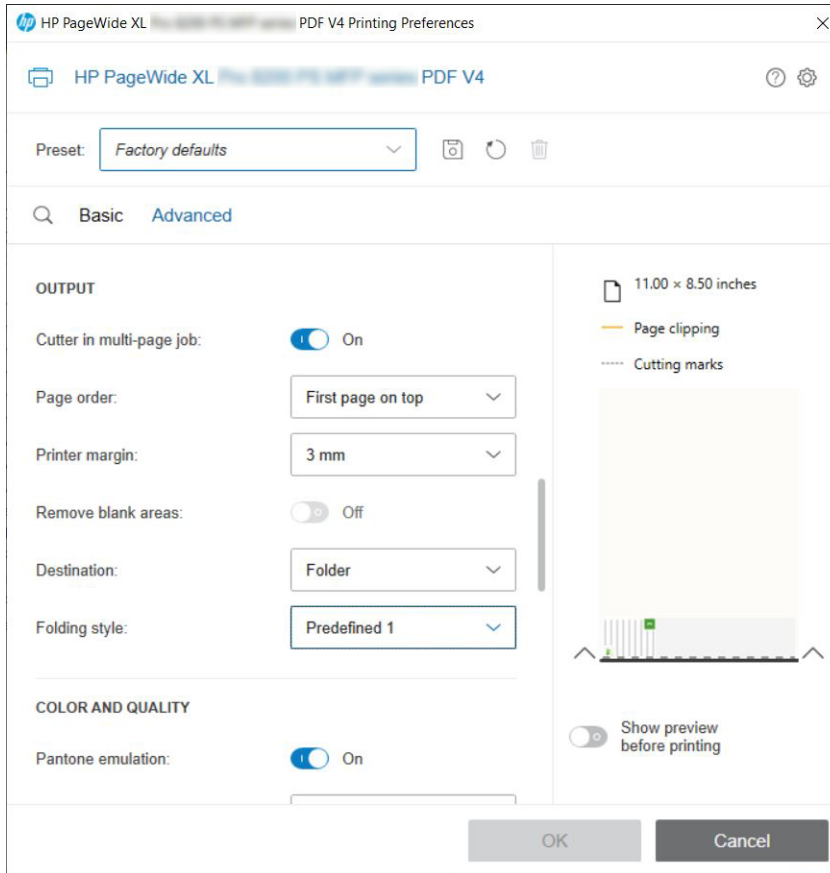 hp HP PageWide XL PDF V4 Printing Preferences
HP PageWide XL PDF V4
Preset: Factory defaults
Basic Advanced
OUTPUT
Cutter in multi-page job: On
Page order: First page on top
Printer margin: 3 mm
Remove blank areas: Off
Destination: Folder
Folding style: Predefined 1
COLOR AND QUALITY
Pantone emulation: On
11.00 × 8.50 inches
Page clipping
Cutting marks
Show preview
before printing
OK Cancel